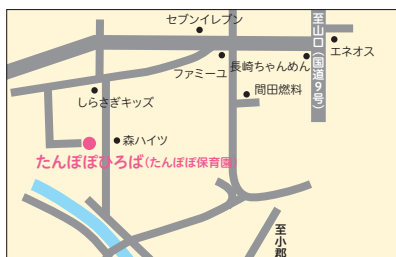 セブンイレブン
至山口（国道9号）
エネオス
ファミーユ
長崎ちゃんめん
間田燃料
しらさぎキッズ
森ハイツ
たんぽぽひろば(たんぽぽ保育園)
至小郡